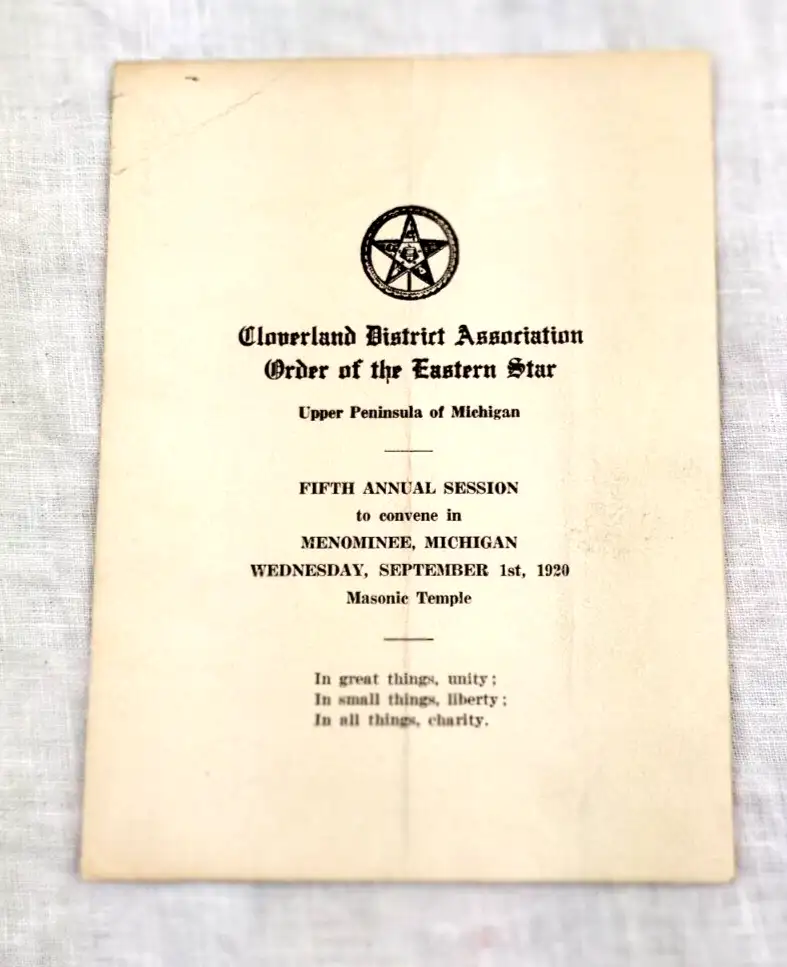 Cloverland District Association
Order of the Eastern Star
Upper Peninsula of Michigan
FIFTH ANNUAL SESSION
to convene in
MENOMINEE, MICHIGAN
WEDNESDAY, SEPTEMBER 1st, 1920
Masonic Temple
In great things, unity;
In small things, liberty;
In all things, charity.